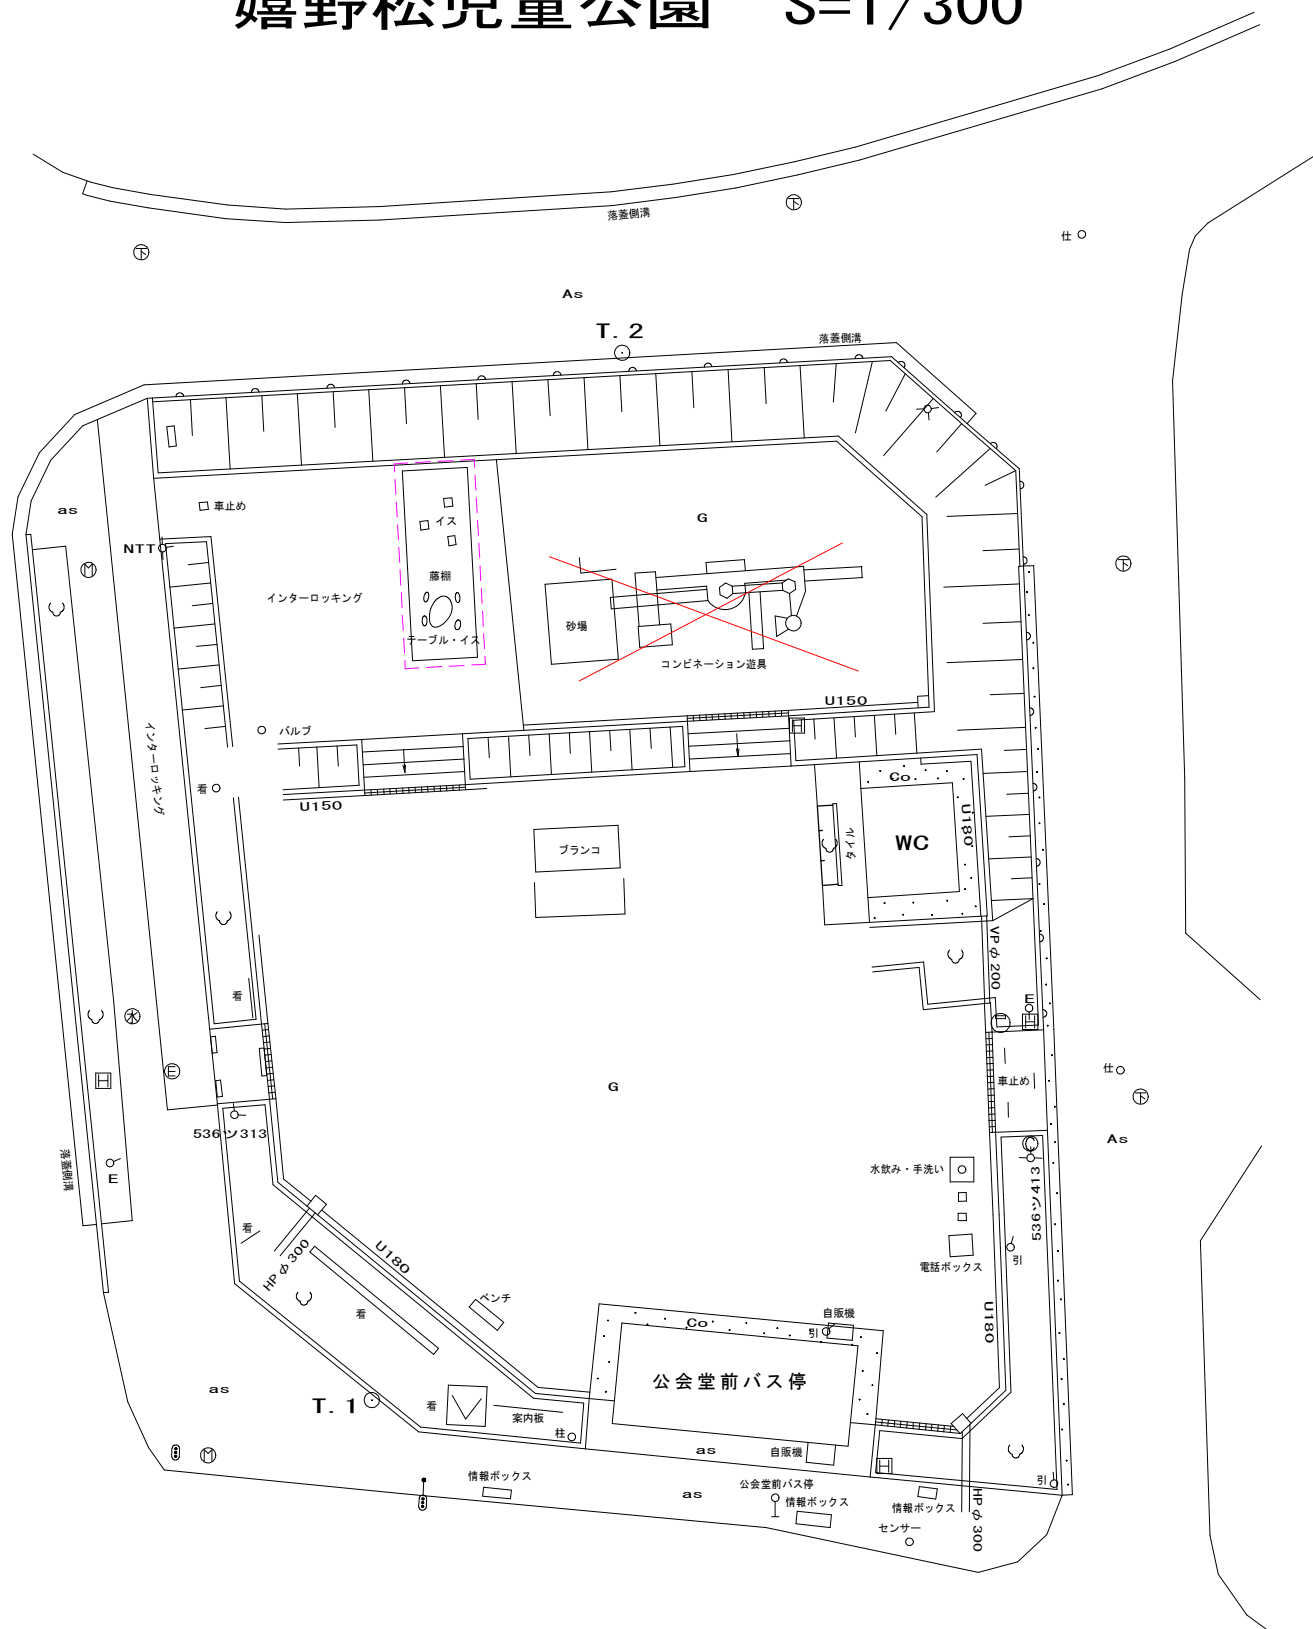 嬉野松児童公園 S=1/300
下
落蓋側溝
仕
下
As
T. 2
落蓋側溝
as
車止め
イス
G
NTT
M
下
藤棚
インターロッキング
砂場
テーブル・イス
コンビネーション遊具
U150
バルブ
インターロッキング
H
看
U150
Co.
U180
ブランコ
タイル
WC
VPφ200
看
E
水
H
H
E
G
仕
車止め
下
536ツ313
As
落蓋側溝
E
水飲み・手洗い
536ツ413
看
HPφ300
U180
引
電話ボックス
ベンチ
看
自販機
引
Co
U180
公会堂前バス停
as
T. 1
看
案内板
柱
M
as
自販機
H
情報ボックス
as
公会堂前バス停
情報ボックス
情報ボックス
引
センサー
HPφ300